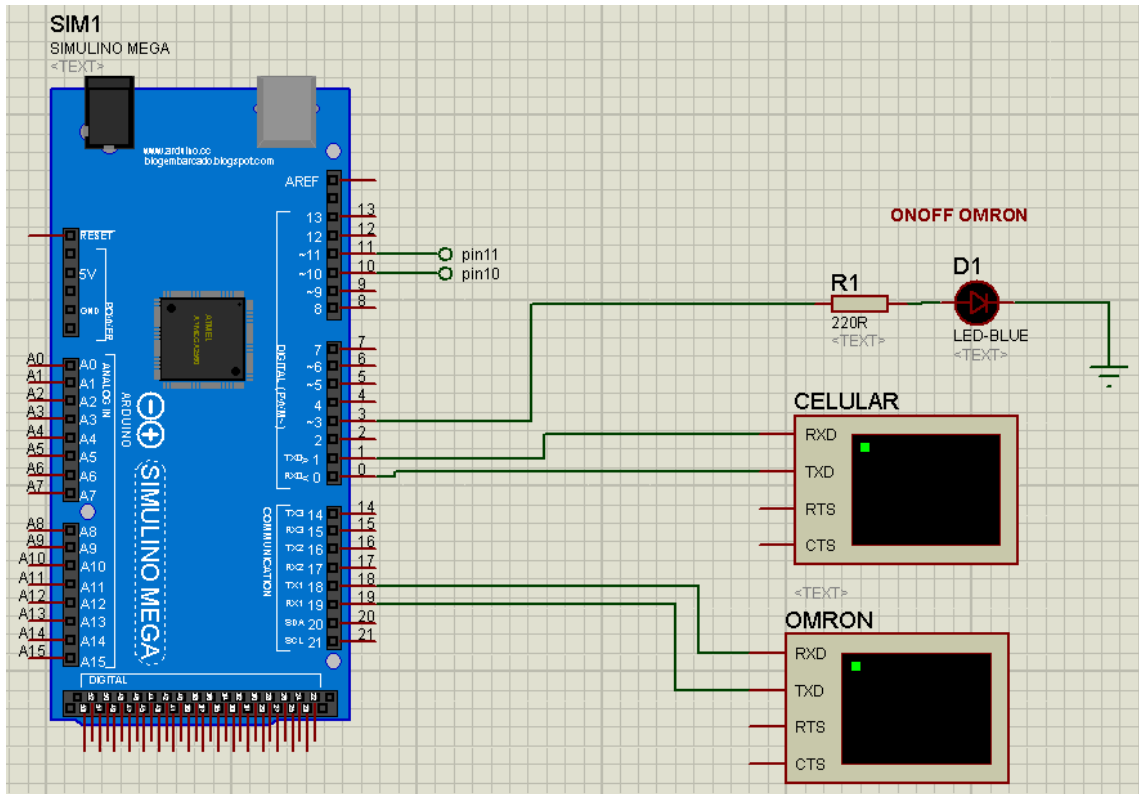 SIM1
SIMULINO MEGA
<TEXT>
www.arduino.cc
blogembarcado.blogspot.com
AREF
13 13
12 12
~11 11 pin11
~10 10 pin10
~9 9
8 8
RESET
5V
GND
POWER
ATMEL
ONOFF OMRON
D1
R1
220R
<TEXT>
LED-BLUE
<TEXT>
7 7
~6 6
~5 5
4 4
~3 3
2 2
TXD> 1 1
RXD< 0 0
DIGITAL (PWM~)
A0 A0
A1 A1
A2 A2
A3 A3
A4 A4
A5 A5
A6 A6
A7 A7
ANALOG IN
ARDUINO
SIMULINO MEGA
CELULAR
RXD
TXD
RTS
CTS
<TEXT>
A8 A8
A9 A9
A10 A10
A11 A11
A12 A12
A13 A13
A14 A14
A15 A15
COMMUNICATION
TX3 14 14
RX3 15 15
TX2 16 16
RX2 17 17
TX1 18 18
RX1 19 19
SDA 20 20
SCL 21 21
DIGITAL
OMRON
RXD
TXD
RTS
CTS